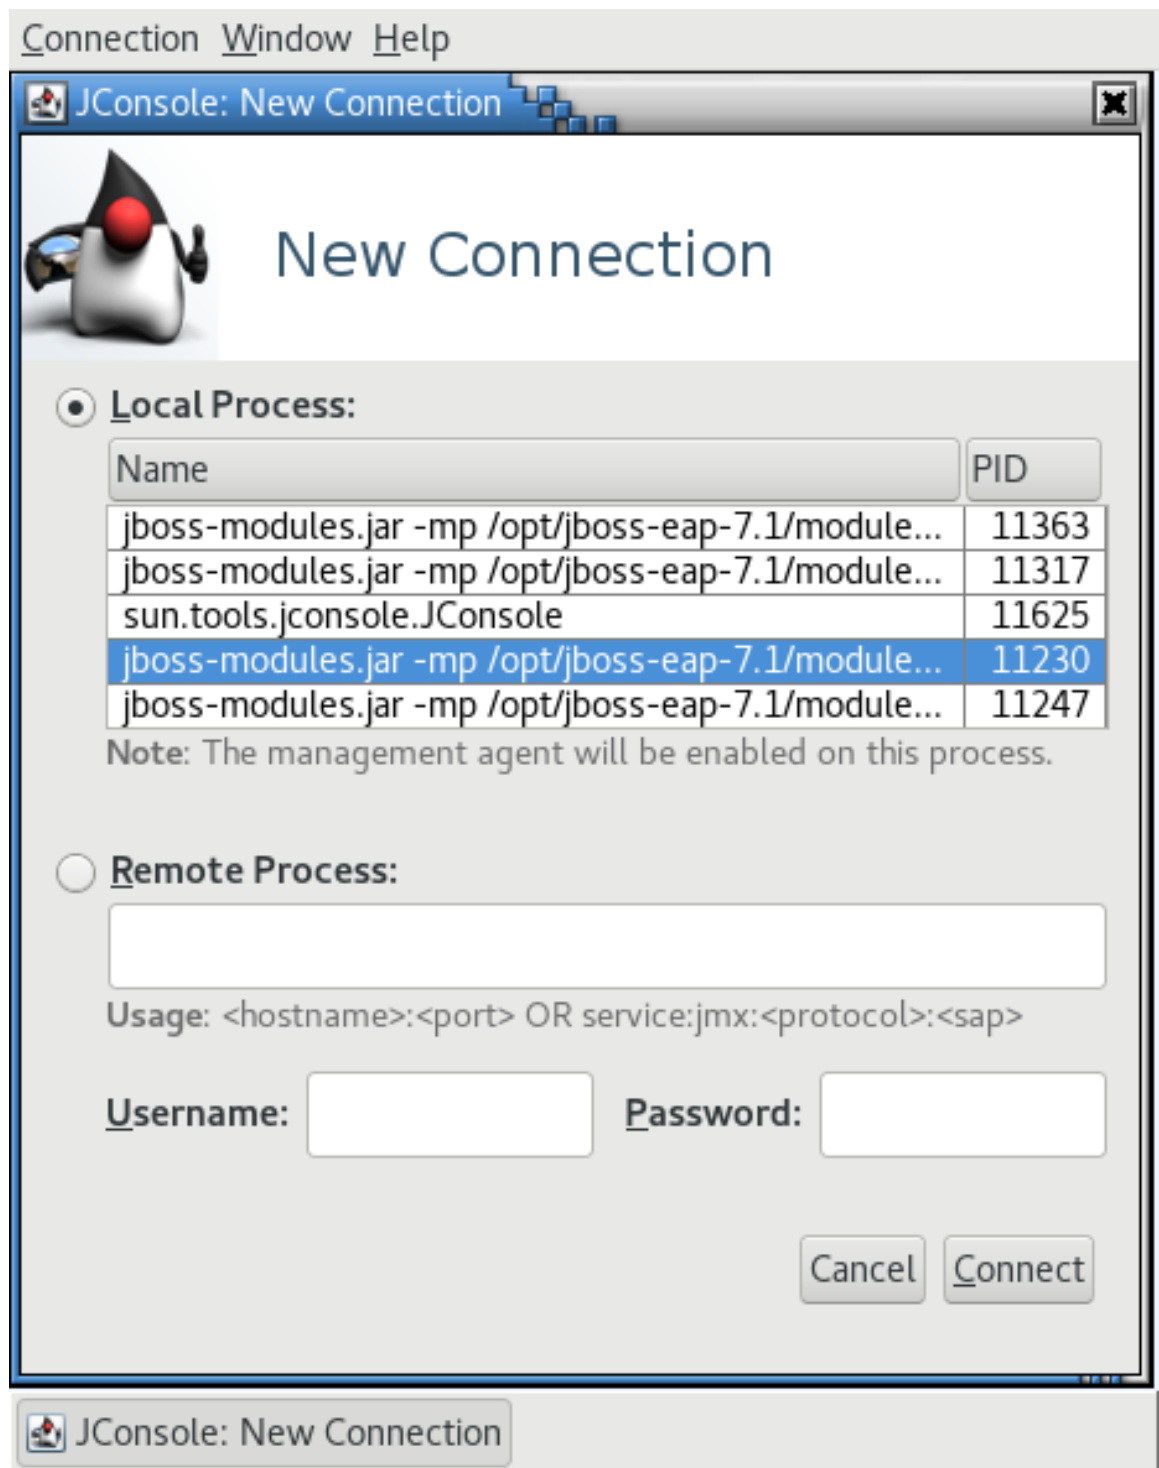 Connection Window Help
JConsole: New Connection
New Connection
Local Process:
Name PID
jboss-modules.jar -mp /opt/jboss-eap-7.1/module... 11363
jboss-modules.jar -mp /opt/jboss-eap-7.1/module... 11317
sun.tools.jconsole.JConsole 11625
jboss-modules.jar -mp /opt/jboss-eap-7.1/module... 11230
jboss-modules.jar -mp /opt/jboss-eap-7.1/module... 11247
Note: The management agent will be enabled on this process.
Remote Process:
Usage: <hostname>:<port> OR service:jmx:<protocol>:<sap>
Username: Password:
Cancel Connect
JConsole: New Connection